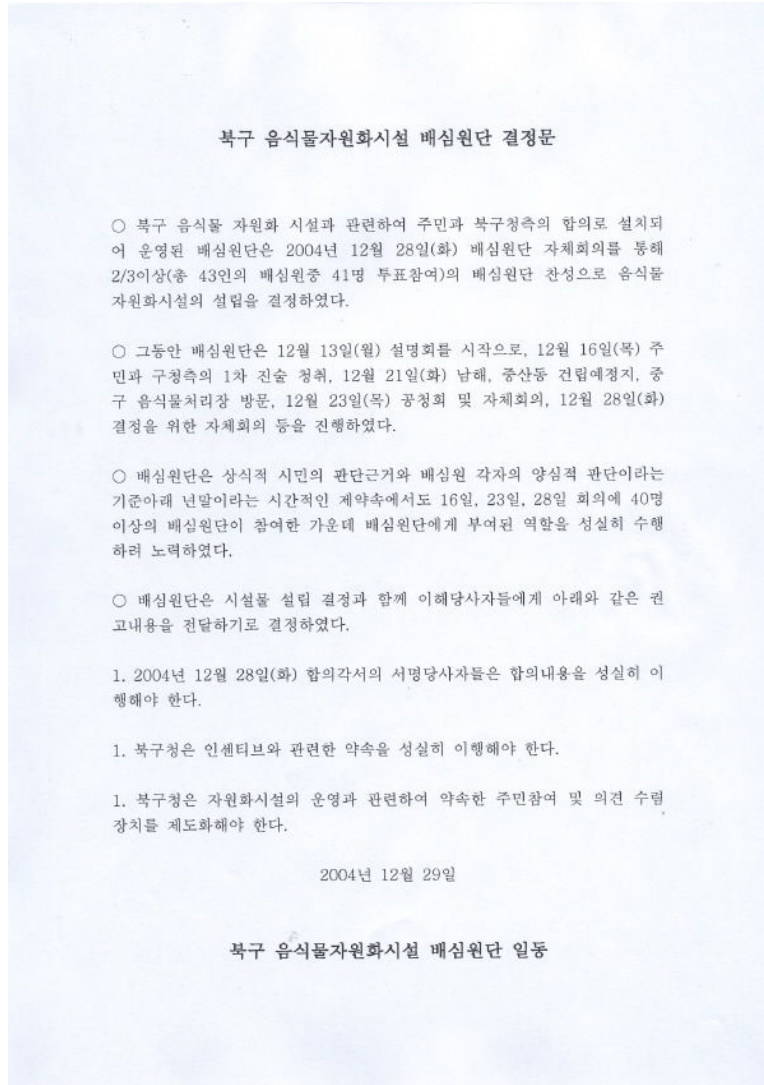 북구 음식물자원화시설 배심원단 결정문
○ 북구 음식물 자원화 시설과 관련하여 주민과 북구청측의 합의로 설치되
어 운영된 배심원단은 2004년 12월 28일(화) 배심원단 자체회의를 통해
2/3이상(총 43인의 배심원중 41명 투표참여)의 배심원단 찬성으로 음식물
자원화시설의 설립을 결정하였다.
○ 그동안 배심원단은 12월 13일(월) 설명회를 시작으로, 12월 16일(목) 주
민과 구청측의 1차 진술 청취, 12월 21일(화) 남해, 중산동 건립예정지, 중
구 음식물처리장 방문, 12월 23일(목) 공청회 및 자체회의, 12월 28일(화)
결정을 위한 자체회의 등을 진행하였다.
○ 배심원단은 상식적 시민의 판단근거와 배심원 각자의 양심적 판단이라는
기준아래 년말이라는 시간적인 제약속에서도 16일, 23일, 28일 회의에 40명
이상의 배심원단이 참여한 가운데 배심원단에게 부여된 역할을 성실히 수행
하려 노력하였다.
○ 배심원단은 시설물 설립 결정과 함께 이해당사자들에게 아래와 같은 권
고내용을 전달하기로 결정하였다.
1. 2004년 12월 28일(화) 합의각서의 서명당사자들은 합의내용을 성실히 이
행해야 한다.
1. 북구청은 인센티브와 관련한 약속을 성실히 이행해야 한다.
1. 북구청은 자원화시설의 운영과 관련하여 약속한 주민참여 및 의견 수렴
장치를 제도화해야 한다.
2004년 12월 29일
북구 음식물자원화시설 배심원단 일동